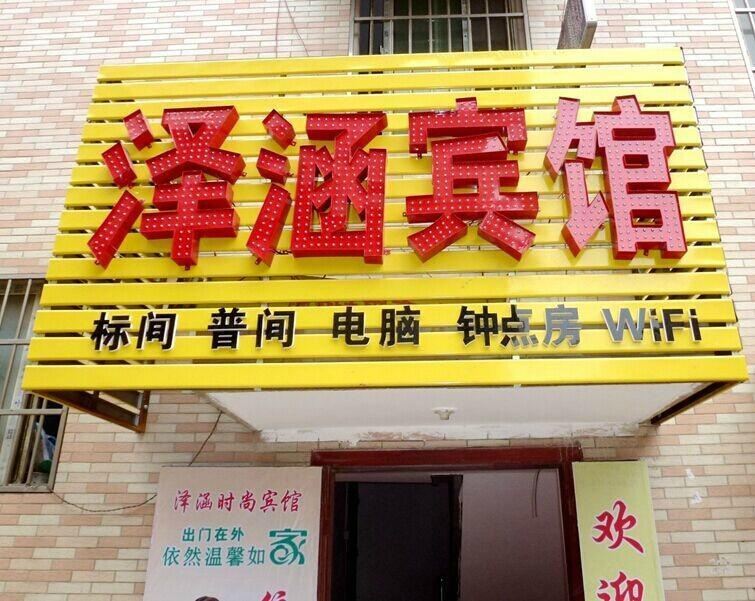 泽涵宾馆
标间 普间 电脑 钟点房 WiFi
泽涵时尚宾馆
出门在外
依然温馨如家
欢迎